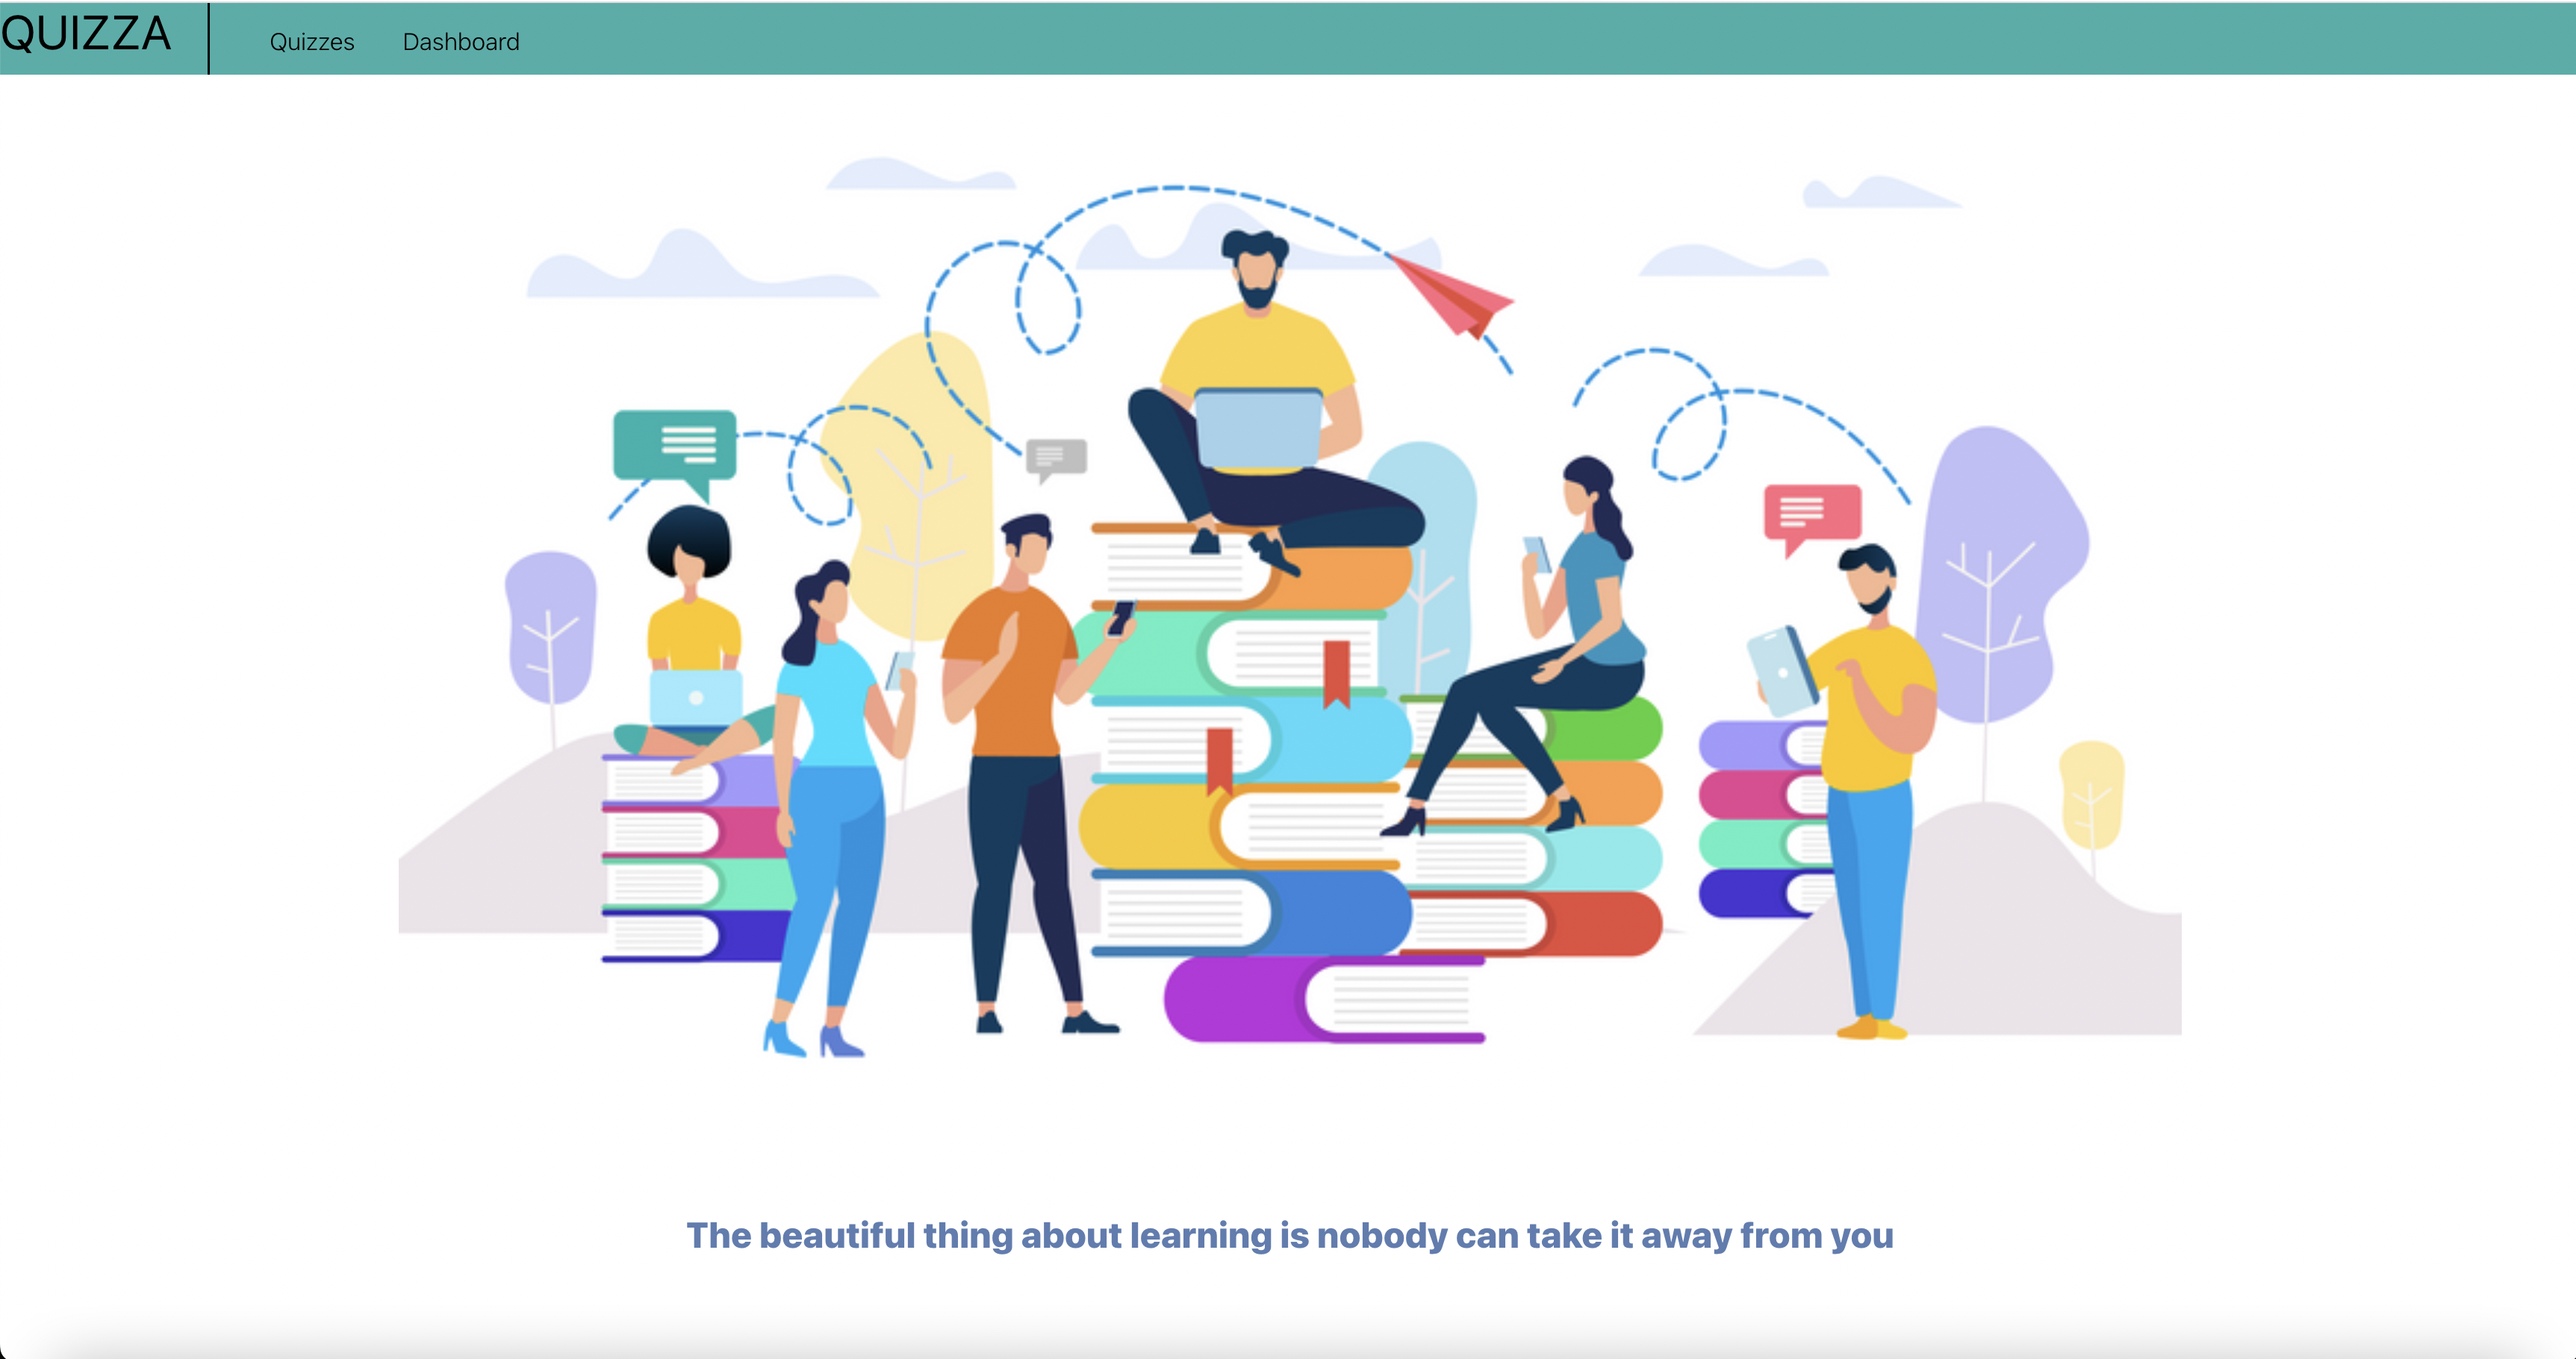 QUIZZA
Quizzes Dashboard
The beautiful thing about learning is nobody can take it away from you